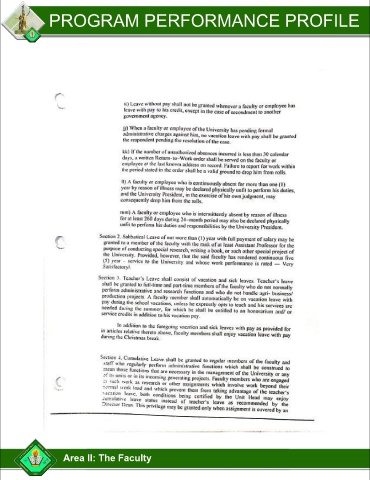 PROGRAM PERFORMANCE PROFILE
ii) Leave without pay shall not be granted whenever a faculty or employee has
leave with pay to his credit, except in the case of secondment to another
government agency.
jj) When a faculty or employee of the University has pending formal
administrative charges against him, no vacation leave with pay shall be granted
the respondent pending the resolution of the case.
kk) If the number of unauthorized absences incurred is less than 30 calendar
days, a written Return-to-Work order shall be served on the faculty or
employee at the last known address on record. Failure to report for work within
the period stated in the order shall be a valid ground to drop him from rolls.
ll) A faculty or employee who is continuously absent for more than one (1)
year by reason of illness may be declared physically unfit to perform his duties,
and the University President, in the exercise of his own judgment, may
consequently drop him from the rolls.
mm) A faculty or employee who is intermittently absent by reason of illness
for at least 260 days during 24-month period may also be declared physically
unfit to perform his duties and responsibilities by the University President.
Section 2. Sabbatical Leave of not more than (1) year with full payment of salary may be
granted to a member of the faculty with the rank of at least Assistant Professor for the
purpose of conducting special research, writing a book, or such other special project of
the University. Provided, however, that the said faculty has rendered continuous five
(5) year - service to the University and whose work performance is rated — Very
Satisfactory!
Section 3. Teacher's Leave shall consist of vacation and sick leaves. Teacher's leave
shall be granted to full-time and part-time members of the faculty who do not normally
perform administrative and research functions and who do not handle agri- business/
production projects. A faculty member shall automatically be on vacation leave with
pay during the school vacations, unless he expressly opts to teach and his services are
needed during the summer, for which he shall be entitled to an honorarium and/ or
service credits in addition to his vacation pay.
In addition to the foregoing vacation and sick leaves with pay as provided for
in articles thereto above, faculty members shall enjoy vacation leave with pay
during the Christmas break.
Section 4. Cumulative Leave shall be granted to regular members of the faculty and
staff who regularly perform administrative functions which shall be construed to
mean those functions that are necessary in the management of the University or any
of its units or in its incoming generating projects. Faculty members who are engaged
in such work as research or other assignments which involve work beyond their
normal work load and which prevent them from taking advantage of the teacher's
vacation leave, both conditions being certified by the Unit Head may enjoy
cumulative leave status instead of teacher's leave as recommended by the
Director/ Dean. This privilege may be granted only when assignment is covered by an
Area II: The Faculty